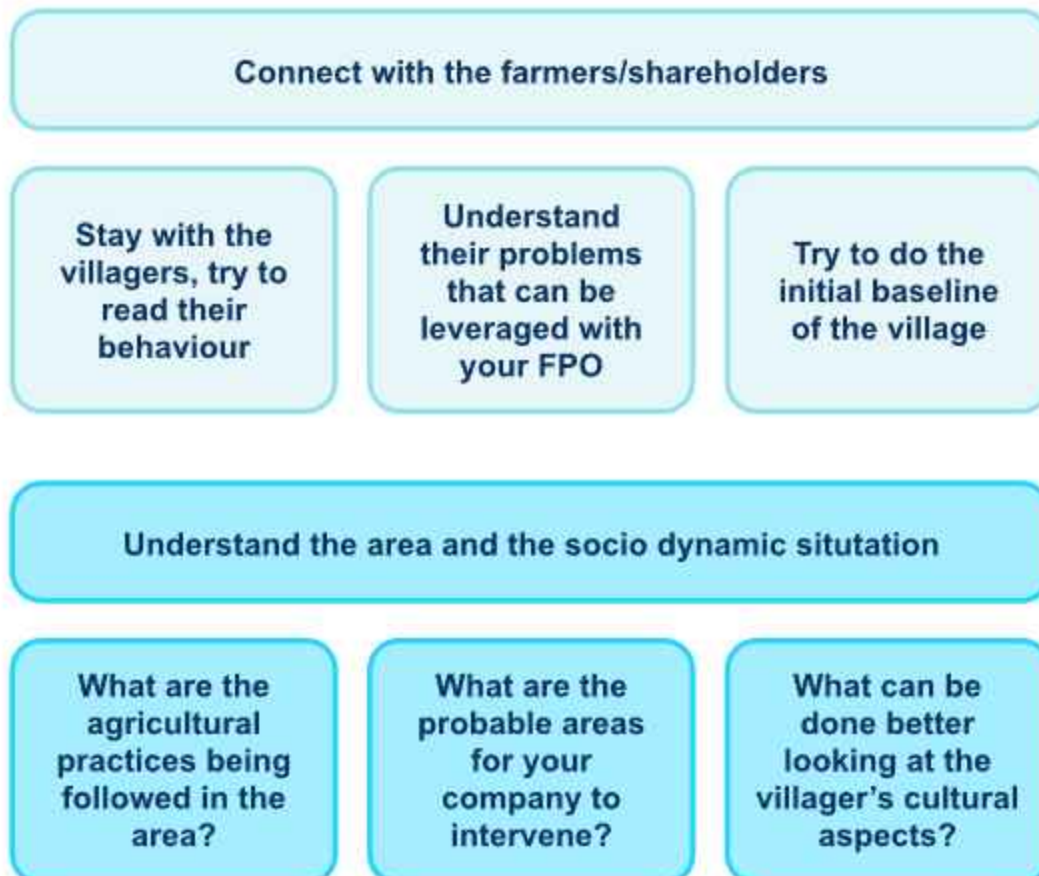 Connect with the farmers/shareholders
Stay with the
villagers, try to
read their
behaviour
Understand
their problems
that can be
leveraged with
your FPO
Try to do the
initial baseline
of the village
Understand the area and the socio dynamic situtation
What are the
agricultural
practices being
followed in the
area?
What are the
probable areas
for your
company to
intervene?
What can be
done better
looking at the
villager’s cultural
aspects?